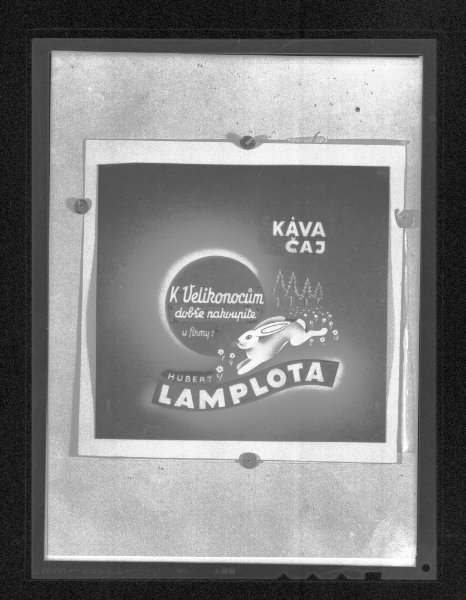 KÁVA
ČAJ
K Velikonocům
dobře nakoupíte
u firmy:
HUBERT
LAMPLOTA